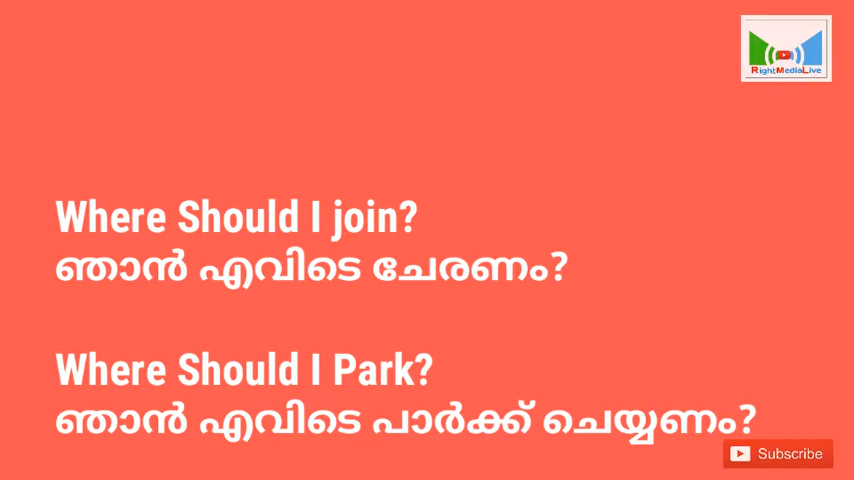 RightMediaLive
Where Should I join?
ഞാൻ എവിടെ ചേരണം?
Where Should I Park?
ഞാൻ എവിടെ പാർക്ക് ചെയ്യണം?
Subscribe